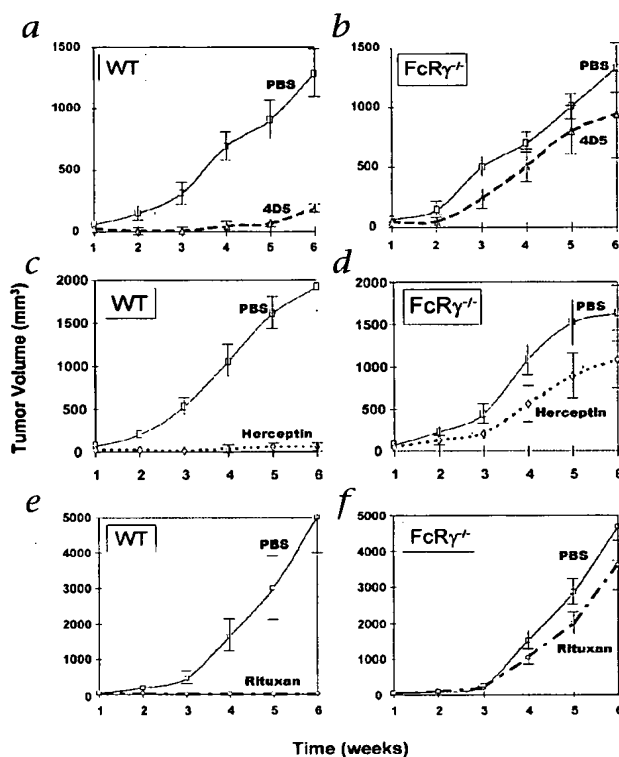 a
b
1500
WT
PBS
1000
500
4D5
0
1 2 3 4 5 6
1500
FcRγ-/-
PBS
1000
4D5
500
0
1 2 3 4 5 6
c
d
2000
WT
PBS
1500
1000
500
Herceptin
0
1 2 3 4 5 6
2000
FcRγ-/-
PBS
1500
1000
Herceptin
500
0
1 2 3 4 5 6
Tumor Volume (mm³)
e
f
5000
WT
PBS
4000
3000
2000
1000
Rituxan
0
1 2 3 4 5 6
5000
FcRγ-/-
PBS
4000
3000
2000
Rituxan
1000
0
1 2 3 4 5 6
Time (weeks)